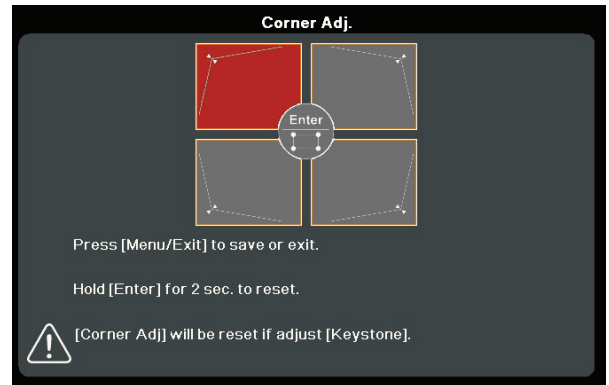 Corner Adj.
Enter
Press [Menu/Exit] to save or exit.
Hold [Enter] for 2 sec. to reset.
[Corner Adj] will be reset if adjust [Keystone].